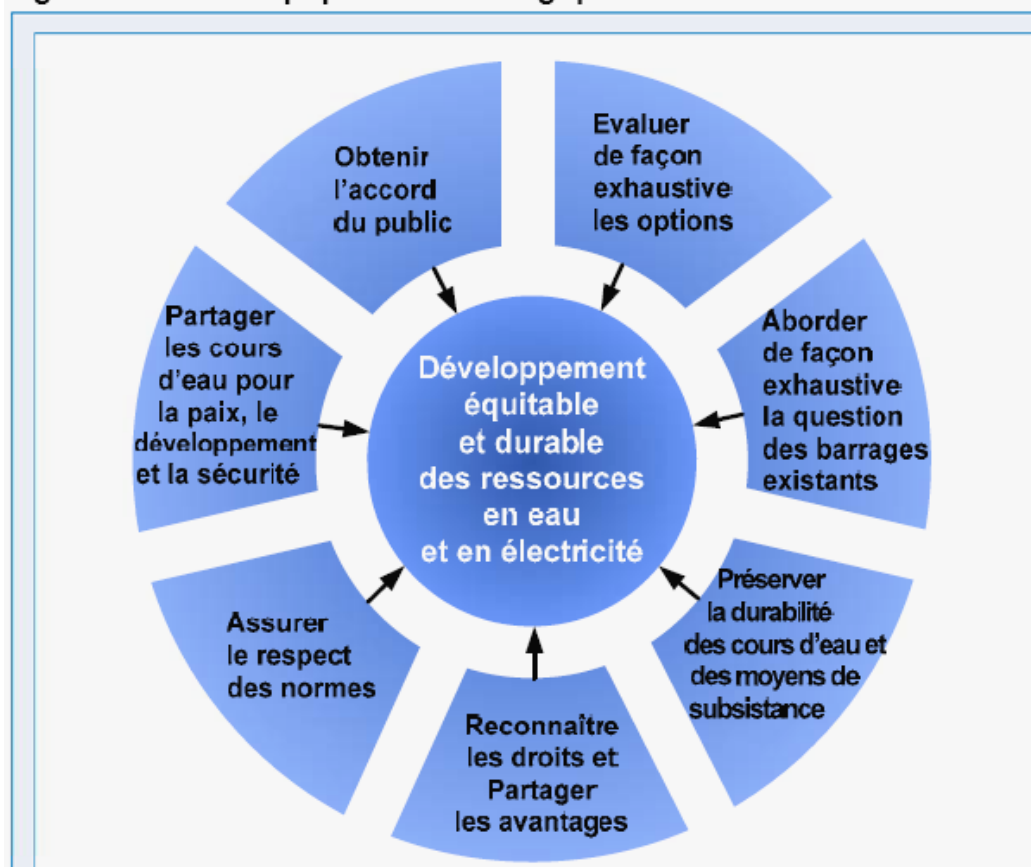 Obtenir
l'accord
du public
Evaluer
de façon
exhaustive
les options
Aborder
de façon
exhaustive
la question
des barrages
existants
Préserver
la durabilité
des cours d'eau et
des moyens de
subsistance
Reconnaître
les droits et
Partager
les avantages
Assurer
le respect
des normes
Partager
les cours
d'eau pour
la paix, le
développement
et la sécurité
Développement
équitable
et durable
des ressources
en eau
et en électricité